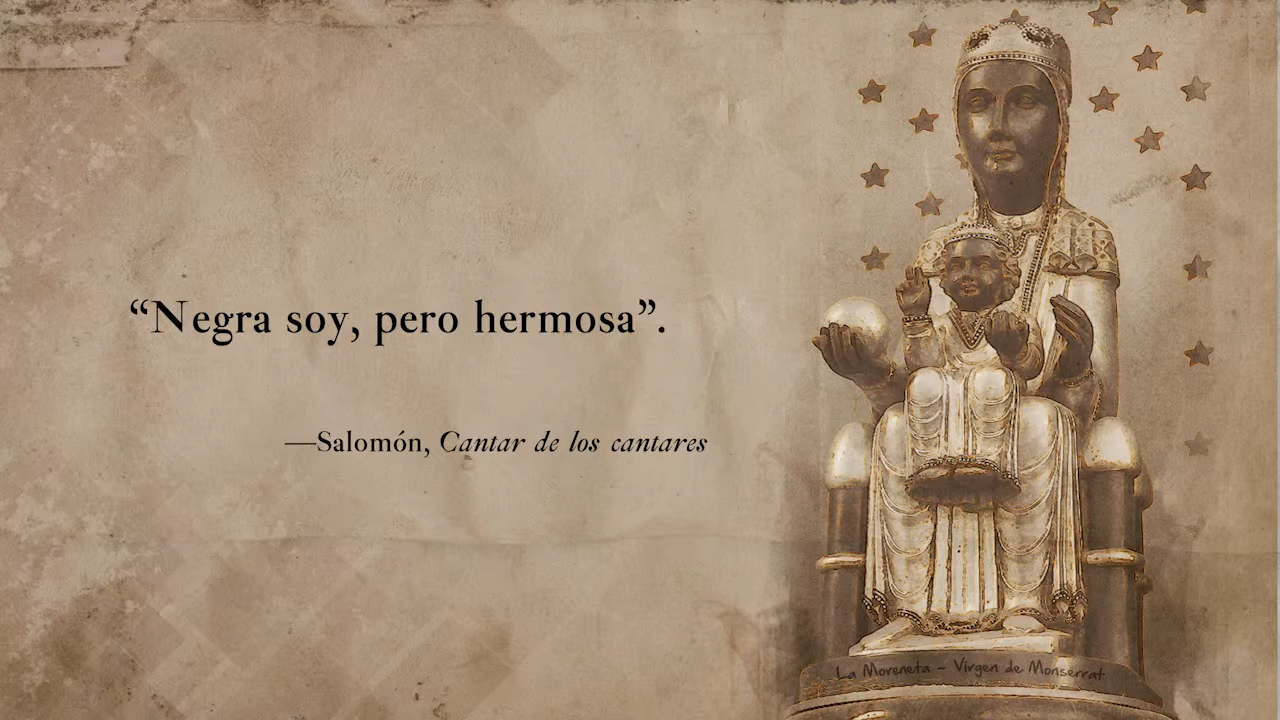 “Negra soy, pero hermosa”.
—Salomón, Cantar de los cantares
La Moreneta – Virgen de Monserrat